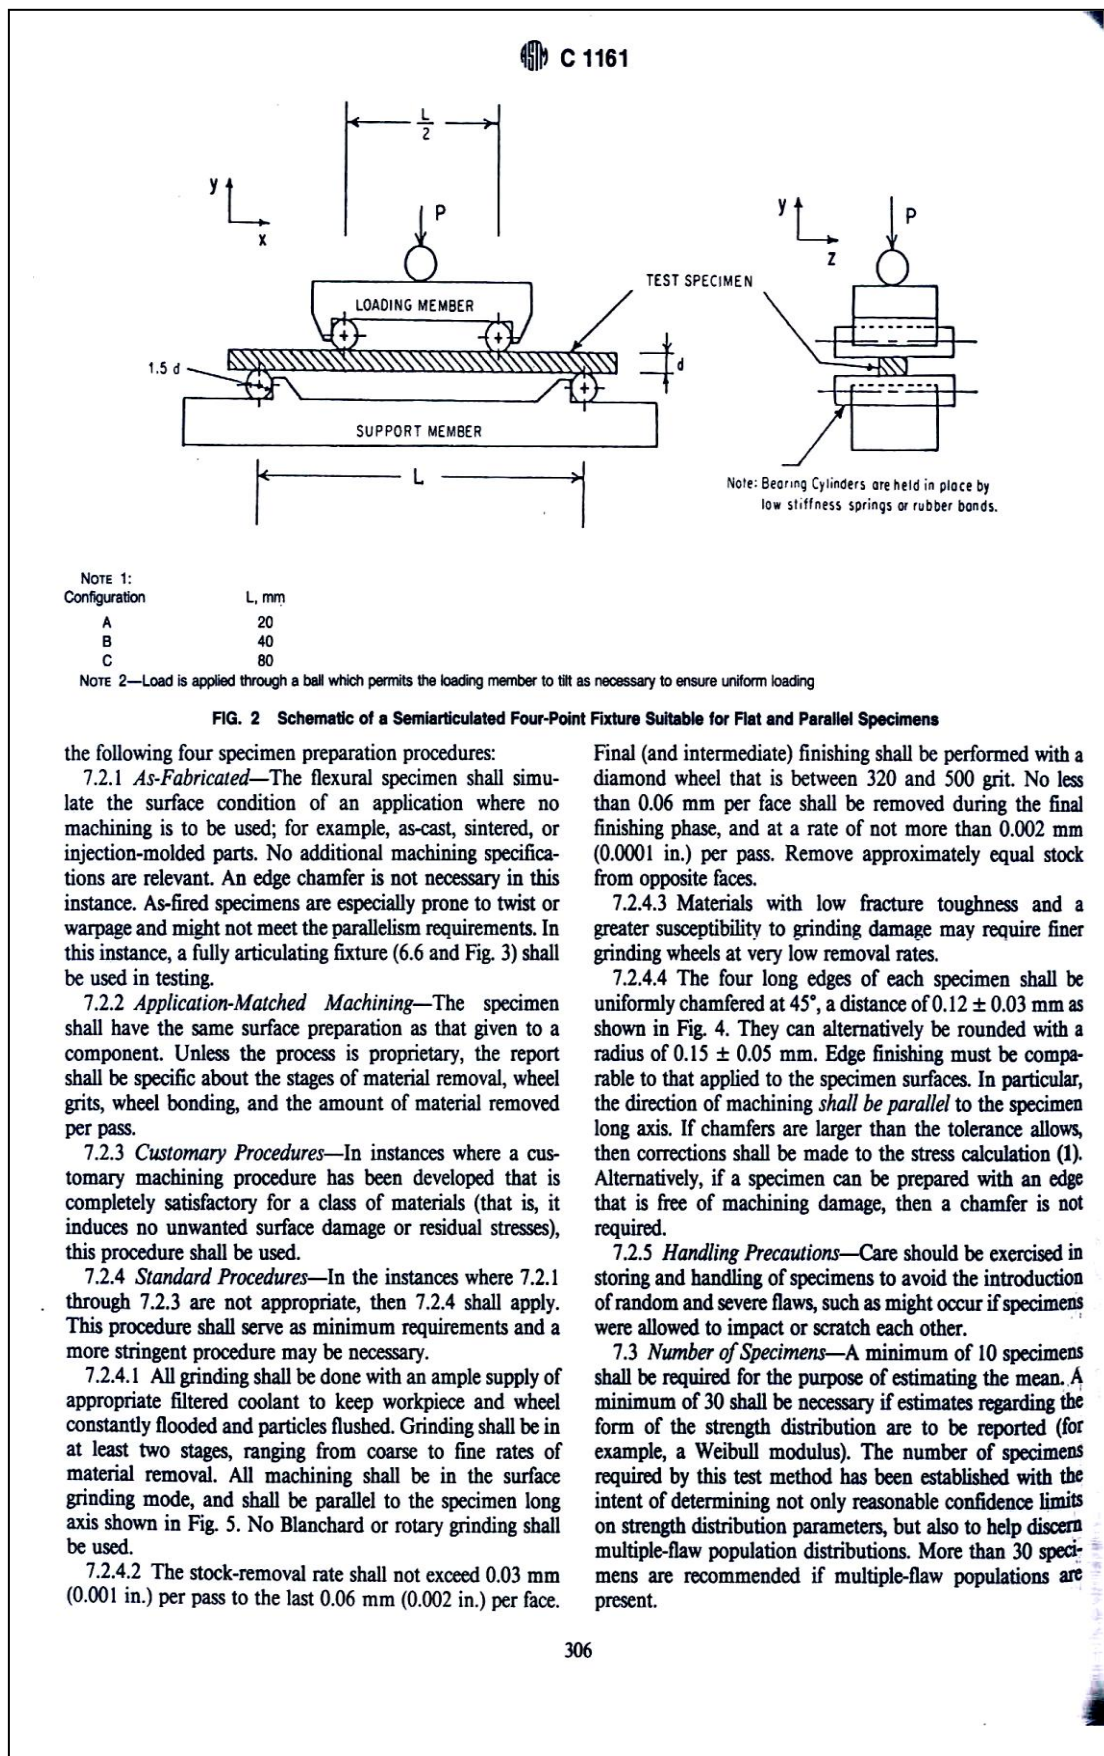 ASTM C 1161
L
2
y
x
P
y
z
P
LOADING MEMBER
TEST SPECIMEN
1.5 d
d
SUPPORT MEMBER
L
Note: Bearing Cylinders are held in place by
low stiffness springs or rubber bands.
NOTE 1:
Configuration L, mm
A 20
B 40
C 80
NOTE 2—Load is applied through a ball which permits the loading member to tilt as necessary to ensure uniform loading
FIG. 2 Schematic of a Semiarticulated Four-Point Fixture Suitable for Flat and Parallel Specimens
the following four specimen preparation procedures:
7.2.1 As-Fabricated—The flexural specimen shall simu-
late the surface condition of an application where no
machining is to be used; for example, as-cast, sintered, or
injection-molded parts. No additional machining specifica-
tions are relevant. An edge chamfer is not necessary in this
instance. As-fired specimens are especially prone to twist or
warpage and might not meet the parallelism requirements. In
this instance, a fully articulating fixture (6.6 and Fig. 3) shall
be used in testing.
7.2.2 Application-Matched Machining—The specimen
shall have the same surface preparation as that given to a
component. Unless the process is proprietary, the report
shall be specific about the stages of material removal, wheel
grits, wheel bonding, and the amount of material removed
per pass.
7.2.3 Customary Procedures—In instances where a cus-
tomary machining procedure has been developed that is
completely satisfactory for a class of materials (that is, it
induces no unwanted surface damage or residual stresses),
this procedure shall be used.
7.2.4 Standard Procedures—In the instances where 7.2.1
through 7.2.3 are not appropriate, then 7.2.4 shall apply.
This procedure shall serve as minimum requirements and a
more stringent procedure may be necessary.
7.2.4.1 All grinding shall be done with an ample supply of
appropriate filtered coolant to keep workpiece and wheel
constantly flooded and particles flushed. Grinding shall be in
at least two stages, ranging from coarse to fine rates of
material removal. All machining shall be in the surface
grinding mode, and shall be parallel to the specimen long
axis shown in Fig. 5. No Blanchard or rotary grinding shall
be used.
7.2.4.2 The stock-removal rate shall not exceed 0.03 mm
(0.001 in.) per pass to the last 0.06 mm (0.002 in.) per face.
Final (and intermediate) finishing shall be performed with a
diamond wheel that is between 320 and 500 grit. No less
than 0.06 mm per face shall be removed during the final
finishing phase, and at a rate of not more than 0.002 mm
(0.0001 in.) per pass. Remove approximately equal stock
from opposite faces.
7.2.4.3 Materials with low fracture toughness and a
greater susceptibility to grinding damage may require finer
grinding wheels at very low removal rates.
7.2.4.4 The four long edges of each specimen shall be
uniformly chamfered at 45°, a distance of 0.12 ± 0.03 mm as
shown in Fig. 4. They can alternatively be rounded with a
radius of 0.15 ± 0.05 mm. Edge finishing must be compa-
rable to that applied to the specimen surfaces. In particular,
the direction of machining shall be parallel to the specimen
long axis. If chamfers are larger than the tolerance allows,
then corrections shall be made to the stress calculation (1).
Alternatively, if a specimen can be prepared with an edge
that is free of machining damage, then a chamfer is not
required.
7.2.5 Handling Precautions—Care should be exercised in
storing and handling of specimens to avoid the introduction
of random and severe flaws, such as might occur if specimens
were allowed to impact or scratch each other.
7.3 Number of Specimens—A minimum of 10 specimens
shall be required for the purpose of estimating the mean. A
minimum of 30 shall be necessary if estimates regarding the
form of the strength distribution are to be reported (for
example, a Weibull modulus). The number of specimens
required by this test method has been established with the
intent of determining not only reasonable confidence limits
on strength distribution parameters, but also to help discern
multiple-flaw population distributions. More than 30 speci-
mens are recommended if multiple-flaw populations are
present.
306